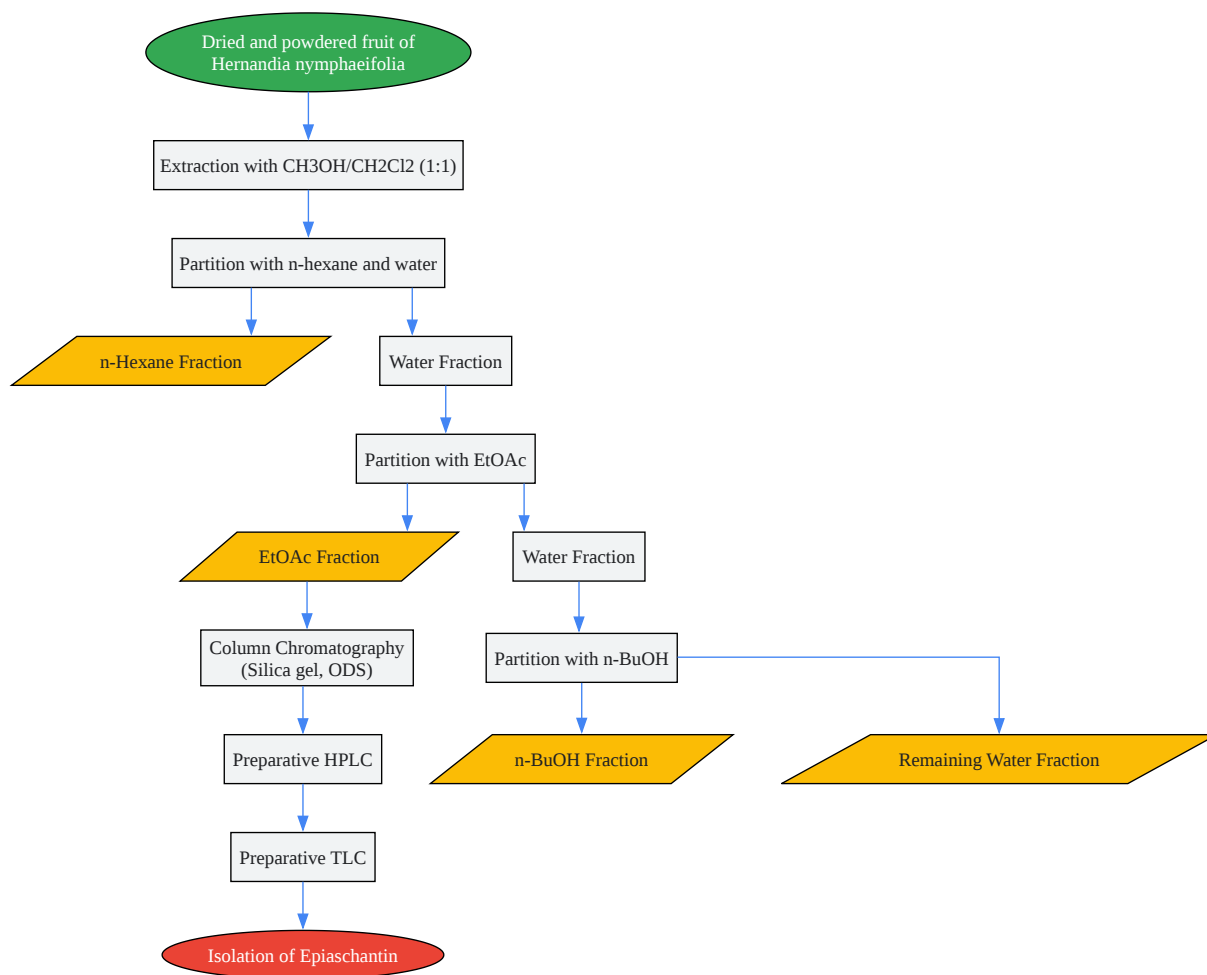 Dried and powdered fruit of
Hernandia nymphaeifolia
Extraction with CH3OH/CH2Cl2 (1:1)
Partition with n-hexane and water
n-Hexane Fraction
Water Fraction
Partition with EtOAc
EtOAc Fraction
Water Fraction
Column Chromatography
(Silica gel, ODS)
Partition with n-BuOH
Preparative HPLC
n-BuOH Fraction
Remaining Water Fraction
Preparative TLC
Isolation of Epiaschantin